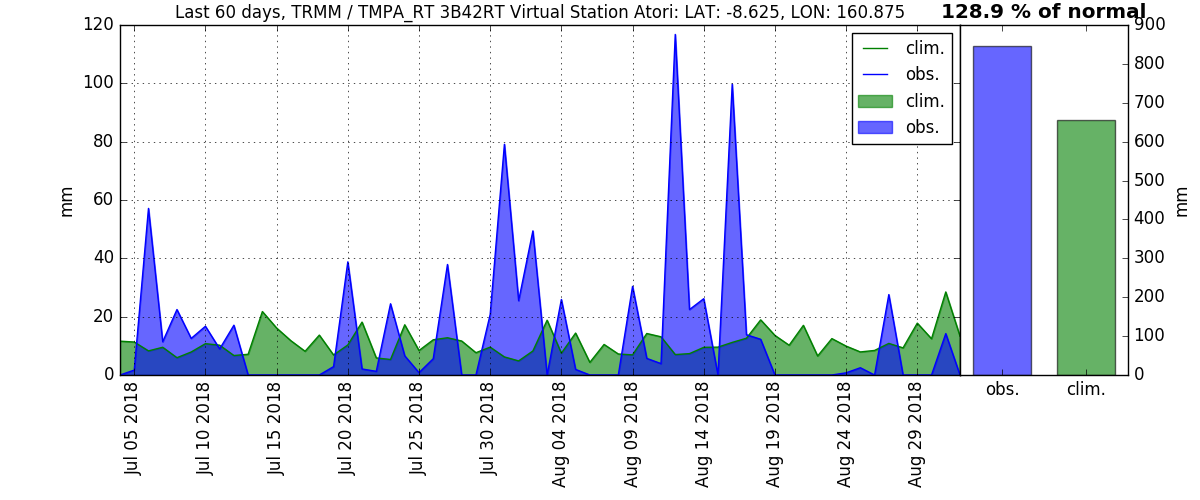 Last 60 days, TRMM / TMPA_RT 3B42RT Virtual Station Atori: LAT: -8.625, LON: 160.875
128.9 % of normal
120
100
80
60
40
20
0
mm
clim.
obs.
clim.
obs.
900
800
700
600
500
400
300
200
100
0
mm
Jul 05 2018
Jul 10 2018
Jul 15 2018
Jul 20 2018
Jul 25 2018
Jul 30 2018
Aug 04 2018
Aug 09 2018
Aug 14 2018
Aug 19 2018
Aug 24 2018
Aug 29 2018
obs.
clim.